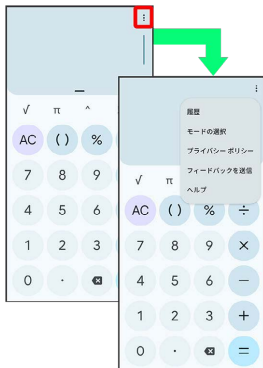 √ π ^
AC ( ) %
7 8 9
4 5 6
1 2 3
0 ·
履歴
モードの選択
プライバシー ポリシー
フィードバックを送信
ヘルプ
√ π
AC ( ) % ÷
7 8 9 ×
4 5 6 −
1 2 3 +
0 · =